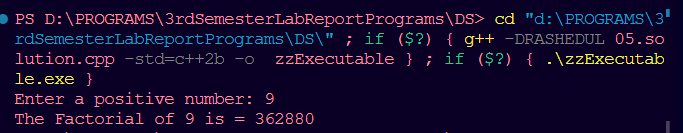 PS D:\PROGRAMS\3rdSemesterLabReportPrograms\DS> cd "d:\PROGRAMS\3
rdSemesterLabReportPrograms\DS\" ; if ($?) { g++ -DRASHEDUL 05.so
lution.cpp -std=c++2b -o  zzExecutable } ; if ($?) { .\zzExecutab
le.exe }
Enter a positive number: 9
The Factorial of 9 is = 362880